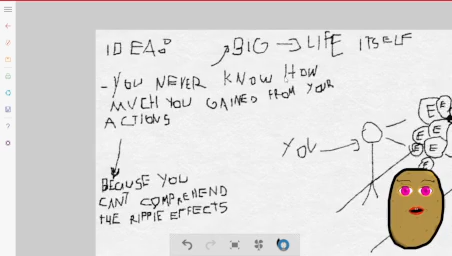 IDEA: BIG → LIFE ITSELF
- YOU NEVER KNOW HOW
MUCH YOU GAINED FROM YOUR
ACTIONS
YOU
BECAUSE YOU
CANT COMPREHEND
THE RIPPLE EFFECTS
E
E
E
E
E
E